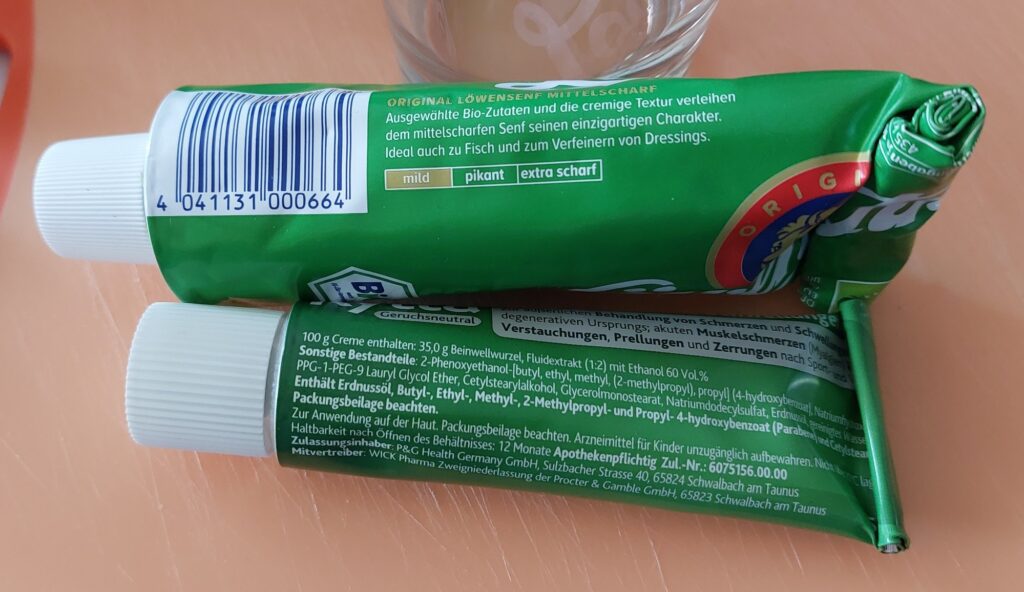 ORIGINAL LÖWENSENF MITTELSCHARF
Ausgewählte Bio-Zutaten und die cremige Textur verleihen
dem mittelscharfen Senf seinen einzigartigen Charakter.
Ideal auch zu Fisch und zum Verfeinern von Dressings.
mild pikant extra scharf
4 041131 000664
ORIGI
Geruchsneutral
Behandlung von Schmerzen und
degenerativen Ursprungs; akuten Muskelschmerzen
Verstauchungen, Prellungen und Zerrungen nach Sport-
100 g Creme enthalten: 35,0 g Beinwellwurzel, Fluidextrakt (1:2) mit Ethanol 60 Vol.%
Sonstige Bestandteile: 2-Phenoxyethanol-[butyl, ethyl, methyl, (2-methylpropyl), propyl] (4-hydroxybenzoat),
PPG-1-PEG-9 Lauryl Glycol Ether, Cetylstearylalkohol, Glycerolmonostearat, Natriumdodecylsulfat, Erdnussöl, gereinigtes Wasser
Enthält Erdnussöl, Butyl-, Ethyl-, Methyl-, 2-Methylpropyl- und Propyl- 4-hydroxybenzoat (Parabene) und
Packungsbeilage beachten.
Zur Anwendung auf der Haut. Packungsbeilage beachten. Arzneimittel für Kinder unzugänglich aufbewahren.
Haltbarkeit nach Öffnen des Behältnisses: 12 Monate Apothekenpflichtig Zul.-Nr.: 6075156.00.00
Zulassungsinhaber: P&G Health Germany GmbH, Sulzbacher Strasse 40, 65824 Schwalbach am Taunus
Mitvertreiber: WICK Pharma Zweigniederlassung der Procter & Gamble GmbH, 65823 Schwalbach am Taunus